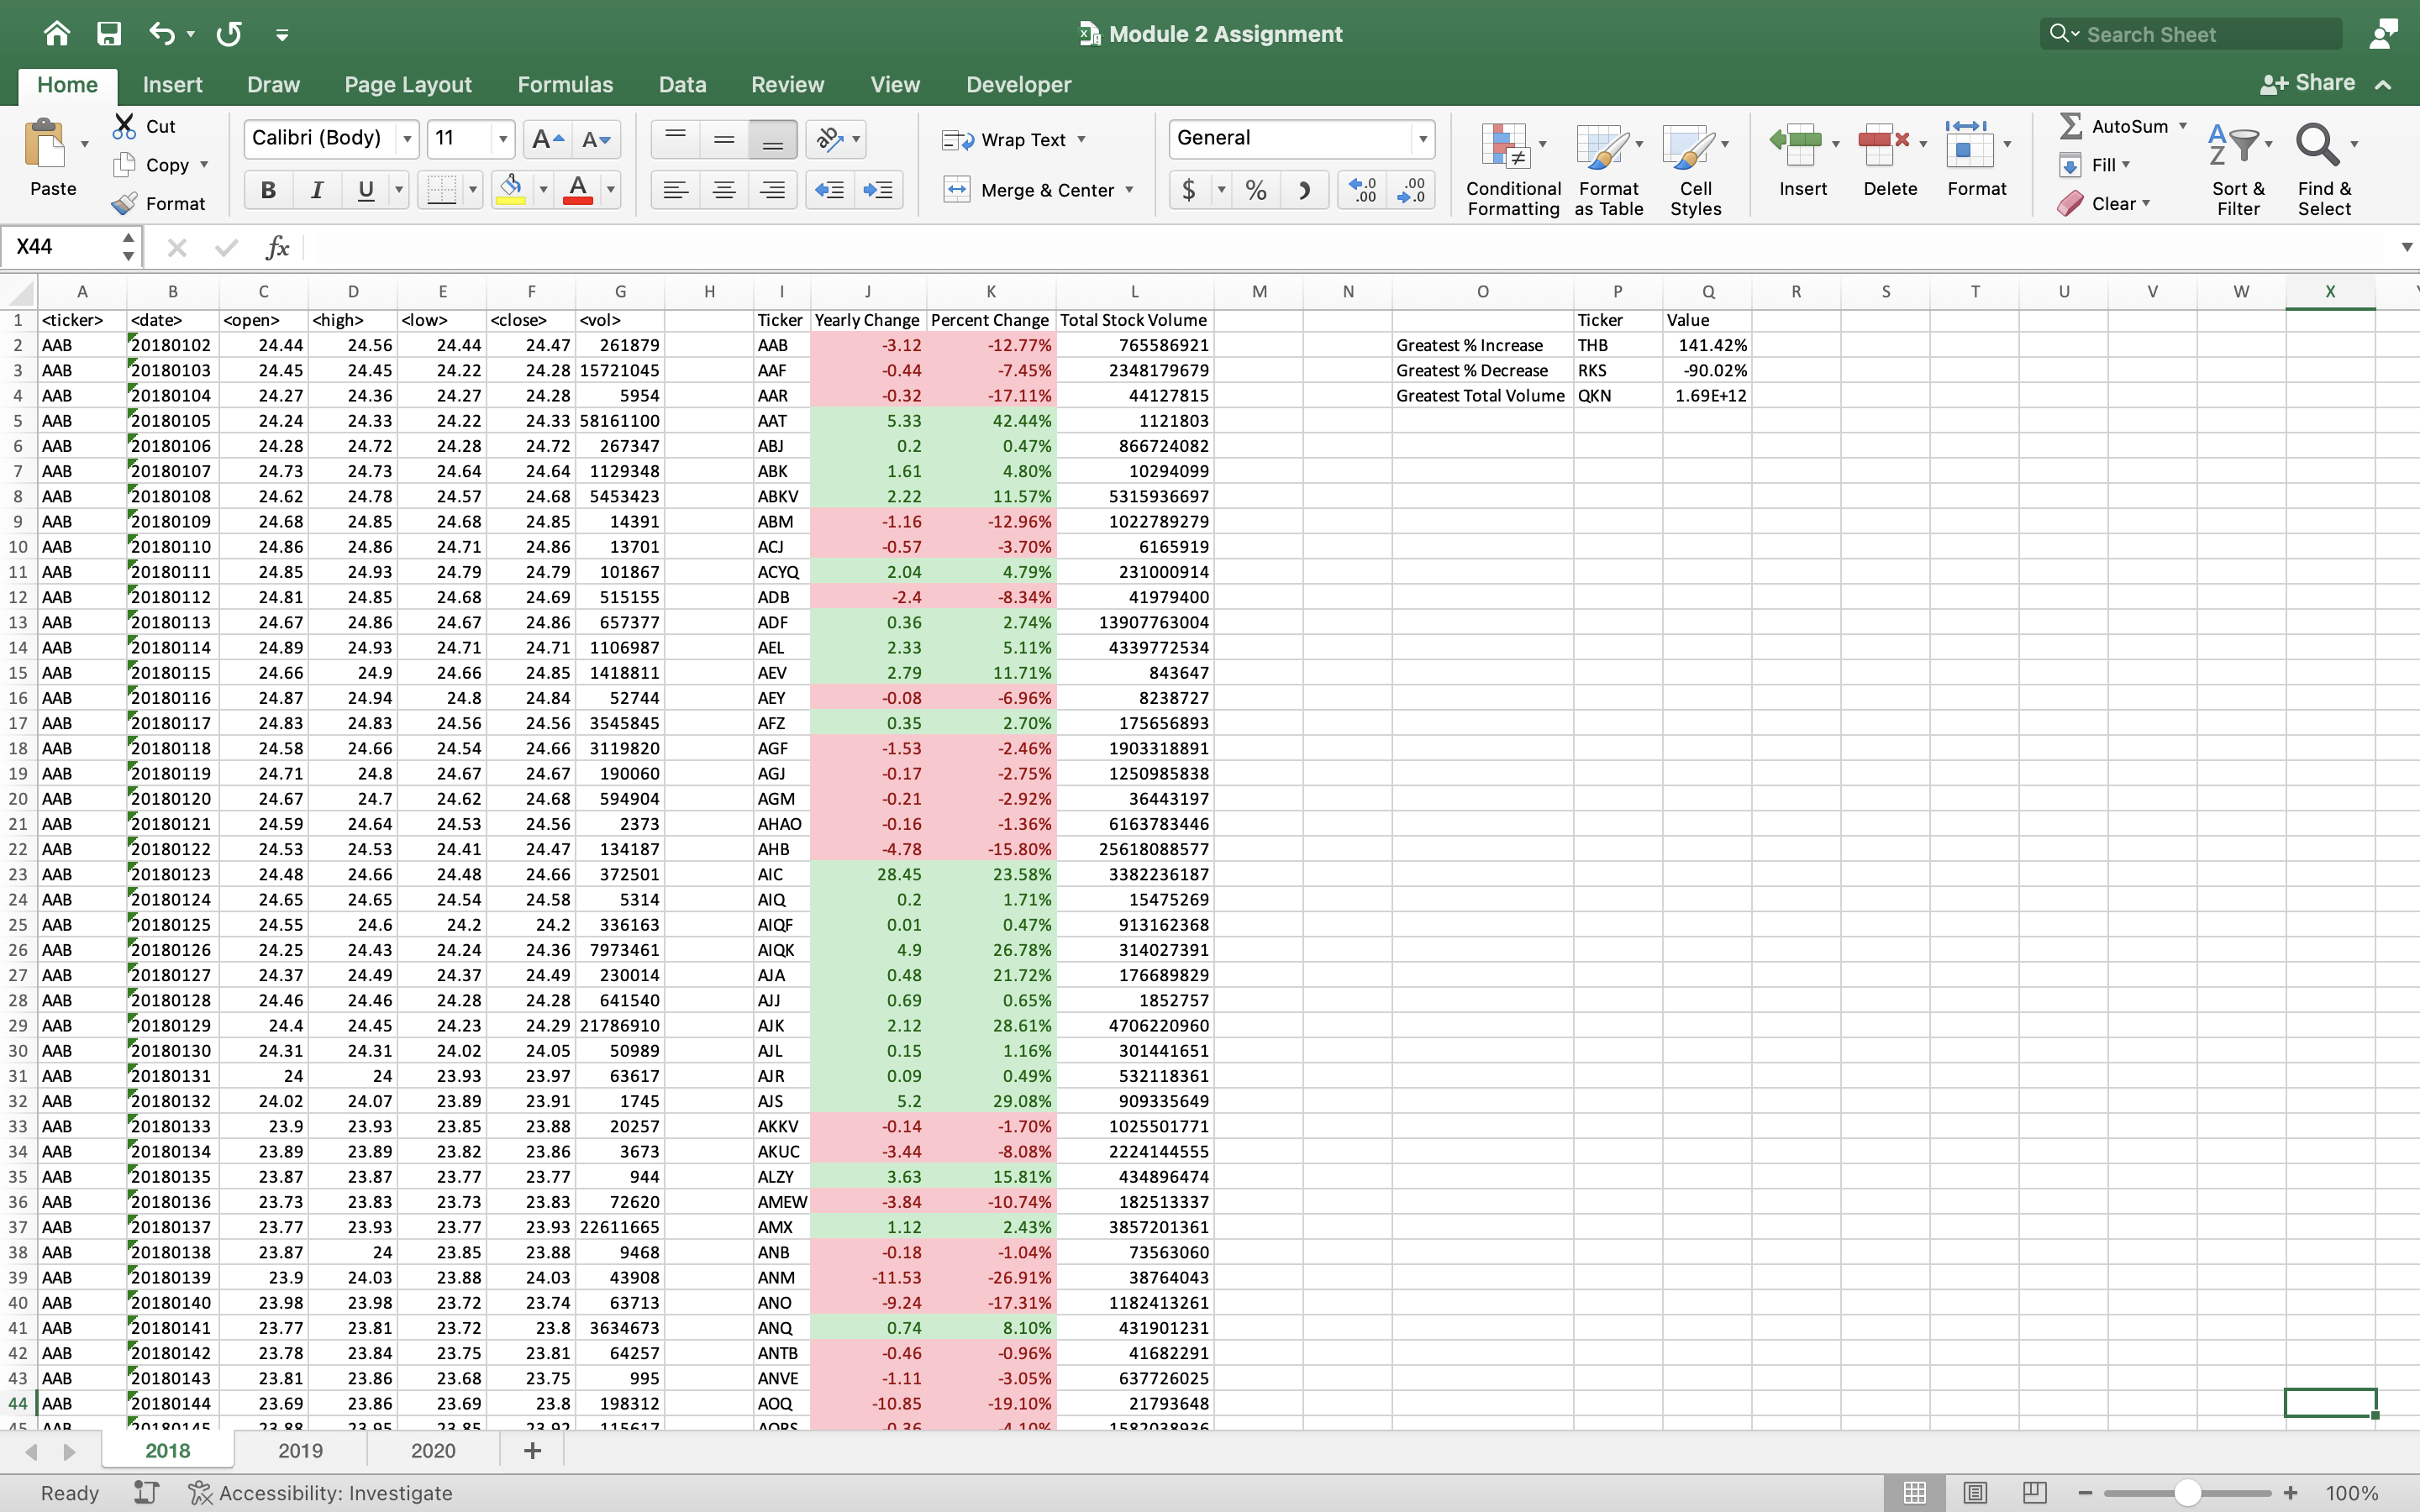 Module 2 Assignment
Search Sheet
Home Insert Draw Page Layout Formulas Data Review View Developer Share
Cut
Copy
Format
Paste
Calibri (Body) 11
Wrap Text
Merge & Center
General
Conditional Formatting
Format as Table
Cell Styles
Insert
Delete
Format
AutoSum
Fill
Clear
Sort & Filter
Find & Select
X44 fx
A B C D E F G H I J K L M N O P Q R S T U V W X
1 <ticker> <date> <open> <high> <low> <close> <vol> Ticker Yearly Change Percent Change Total Stock Volume Ticker Value
2 AAB 20180102 24.44 24.56 24.44 24.47 261879 AAB -3.12 -12.77% 765586921 Greatest % Increase THB 141.42%
3 AAB 20180103 24.45 24.45 24.22 24.28 15721045 AAF -0.44 -7.45% 2348179679 Greatest % Decrease RKS -90.02%
4 AAB 20180104 24.27 24.36 24.27 24.28 5954 AAR -0.32 -17.11% 44127815 Greatest Total Volume QKN 1.69E+12
5 AAB 20180105 24.24 24.33 24.22 24.33 58161100 AAT 5.33 42.44% 1121803
6 AAB 20180106 24.28 24.72 24.28 24.72 267347 ABJ 0.2 0.47% 866724082
7 AAB 20180107 24.73 24.73 24.64 24.64 1129348 ABK 1.61 4.80% 10294099
8 AAB 20180108 24.62 24.78 24.57 24.68 5453423 ABKV 2.22 11.57% 5315936697
9 AAB 20180109 24.68 24.85 24.68 24.85 14391 ABM -1.16 -12.96% 1022789279
10 AAB 20180110 24.86 24.86 24.71 24.86 13701 ACJ -0.57 -3.70% 6165919
11 AAB 20180111 24.85 24.93 24.79 24.79 101867 ACYQ 2.04 4.79% 231000914
12 AAB 20180112 24.81 24.85 24.68 24.69 515155 ADB -2.4 -8.34% 41979400
13 AAB 20180113 24.67 24.86 24.67 24.86 657377 ADF 0.36 2.74% 13907763004
14 AAB 20180114 24.89 24.93 24.71 24.71 1106987 AEL 2.33 5.11% 4339772534
15 AAB 20180115 24.66 24.9 24.66 24.85 1418811 AEV 2.79 11.71% 843647
16 AAB 20180116 24.87 24.94 24.8 24.84 52744 AEY -0.08 -6.96% 8238727
17 AAB 20180117 24.83 24.83 24.56 24.56 3545845 AFZ 0.35 2.70% 175656893
18 AAB 20180118 24.58 24.66 24.54 24.66 3119820 AGF -1.53 -2.46% 1903318891
19 AAB 20180119 24.71 24.8 24.67 24.67 190060 AGJ -0.17 -2.75% 1250985838
20 AAB 20180120 24.67 24.7 24.62 24.68 594904 AGM -0.21 -2.92% 36443197
21 AAB 20180121 24.59 24.64 24.53 24.56 2373 AHAO -0.16 -1.36% 6163783446
22 AAB 20180122 24.53 24.53 24.41 24.47 134187 AHB -4.78 -15.80% 25618088577
23 AAB 20180123 24.48 24.66 24.48 24.66 372501 AIC 28.45 23.58% 3382236187
24 AAB 20180124 24.65 24.65 24.54 24.58 5314 AIQ 0.2 1.71% 15475269
25 AAB 20180125 24.55 24.6 24.2 24.2 336163 AIQF 0.01 0.47% 913162368
26 AAB 20180126 24.25 24.43 24.24 24.36 7973461 AIQK 4.9 26.78% 314027391
27 AAB 20180127 24.37 24.49 24.37 24.49 230014 AJA 0.48 21.72% 176689829
28 AAB 20180128 24.46 24.46 24.28 24.28 641540 AJJ 0.69 0.65% 1852757
29 AAB 20180129 24.4 24.45 24.23 24.29 21786910 AJK 2.12 28.61% 4706220960
30 AAB 20180130 24.31 24.31 24.02 24.05 50989 AJL 0.15 1.16% 301441651
31 AAB 20180131 24 24 23.93 23.97 63617 AJR 0.09 0.49% 532118361
32 AAB 20180132 24.02 24.07 23.89 23.91 1745 AJS 5.2 29.08% 909335649
33 AAB 20180133 23.9 23.93 23.85 23.88 20257 AKKV -0.14 -1.70% 1025501771
34 AAB 20180134 23.89 23.89 23.82 23.86 3673 AKUC -3.44 -8.08% 2224144555
35 AAB 20180135 23.87 23.87 23.77 23.77 944 ALZY 3.63 15.81% 434896474
36 AAB 20180136 23.73 23.83 23.73 23.83 72620 AMEW -3.84 -10.74% 182513337
37 AAB 20180137 23.77 23.93 23.77 23.93 22611665 AMX 1.12 2.43% 3857201361
38 AAB 20180138 23.87 24 23.85 23.88 9468 ANB -0.18 -1.04% 73563060
39 AAB 20180139 23.9 24.03 23.88 24.03 43908 ANM -11.53 -26.91% 38764043
40 AAB 20180140 23.98 23.98 23.72 23.74 63713 ANO -9.24 -17.31% 1182413261
41 AAB 20180141 23.77 23.81 23.72 23.8 3634673 ANQ 0.74 8.10% 431901231
42 AAB 20180142 23.78 23.84 23.75 23.81 64257 ANTB -0.46 -0.96% 41682291
43 AAB 20180143 23.81 23.86 23.68 23.75 995 ANVE -1.11 -3.05% 637726025
44 AAB 20180144 23.69 23.86 23.69 23.8 198312 AOQ -10.85 -19.10% 21793648
45 AAB 20180145 23.88 23.95 23.85 23.92 115617 -0.36 -4.10% 1582038936
2018 2019 2020
Ready Accessibility: Investigate 100%